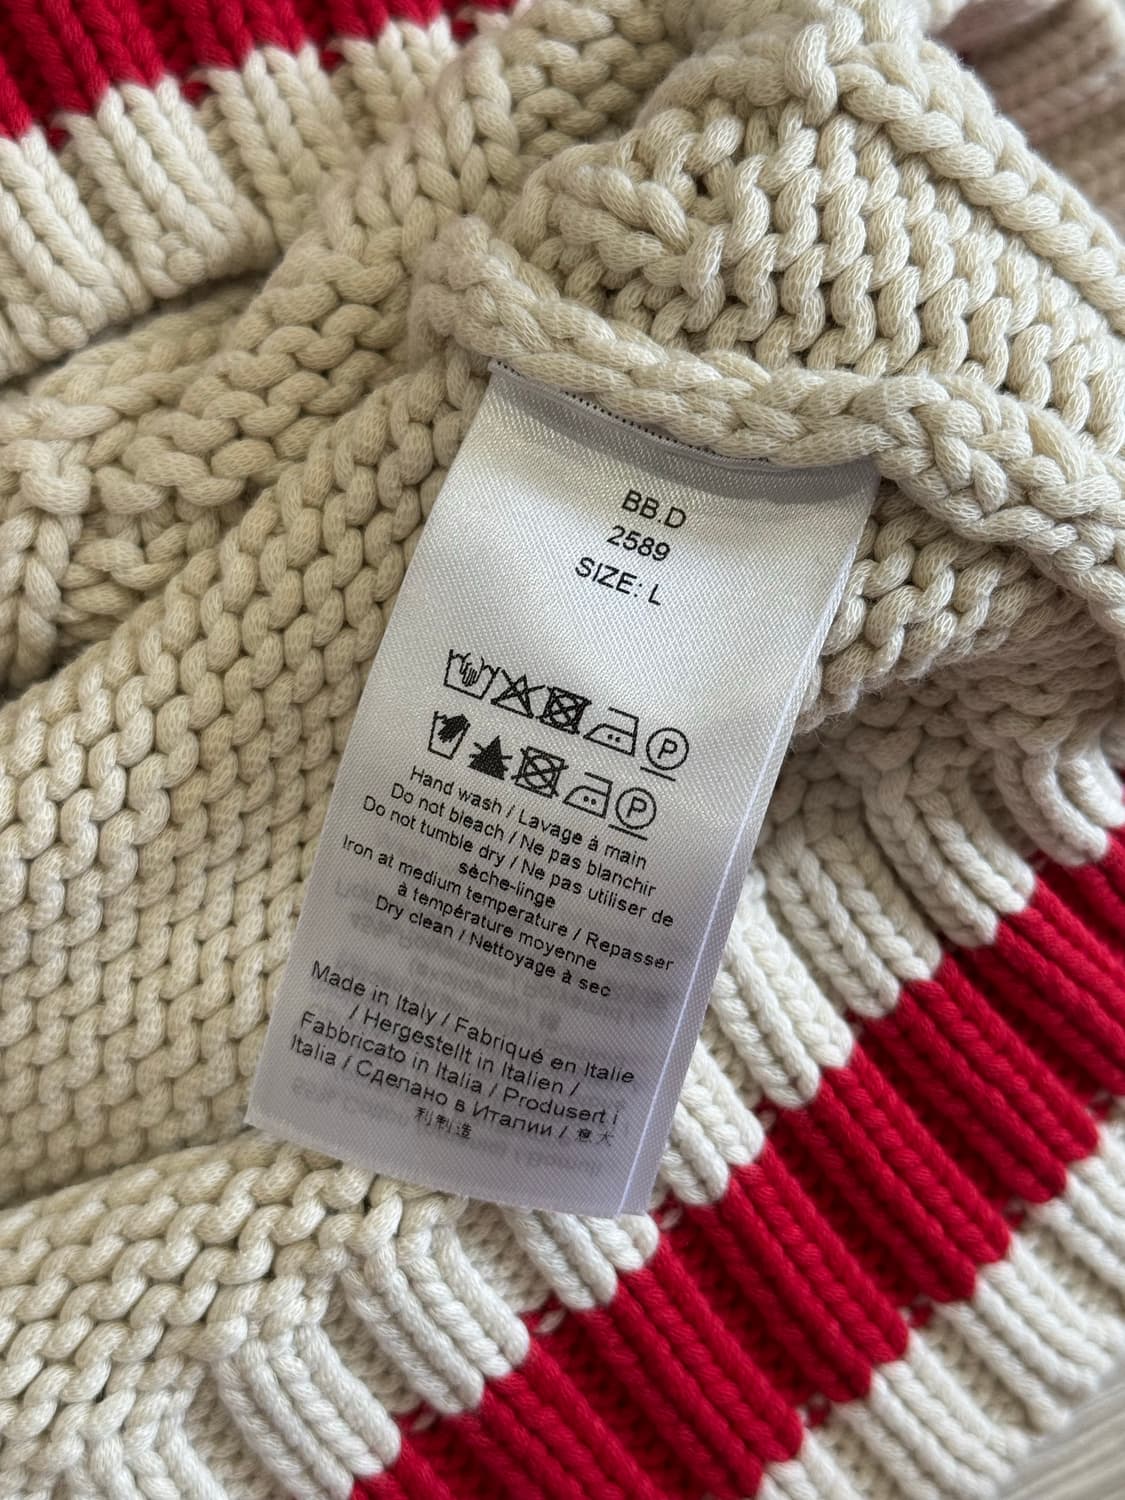 BB.D
2589
SIZE: L
P
P
Hand wash / Lavage à main
Do not bleach / Ne pas blanchir
Do not tumble dry / Ne pas utiliser de
sèche-linge
Iron at medium temperature / Repasser
à température moyenne
Dry clean / Nettoyage à sec
Made in Italy / Fabriqué en Italie
/ Hergestellt in Italien /
Fabbricato in Italia / Produsert i
Italia / Сделано в Италии / 意大
利制造